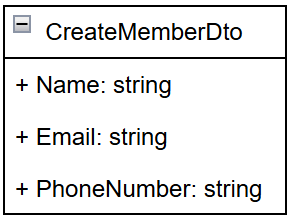 CreateMemberDto
+ Name: string
+ Email: string
+ PhoneNumber: string